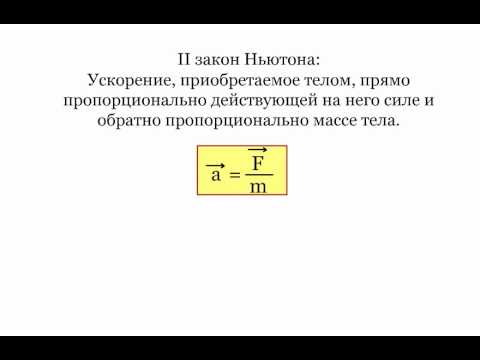 II закон Ньютона:
Ускорение, приобретаемое телом, прямо
пропорционально действующей на него силе и
обратно пропорционально массе тела.
a⃗ = F⃗ / m